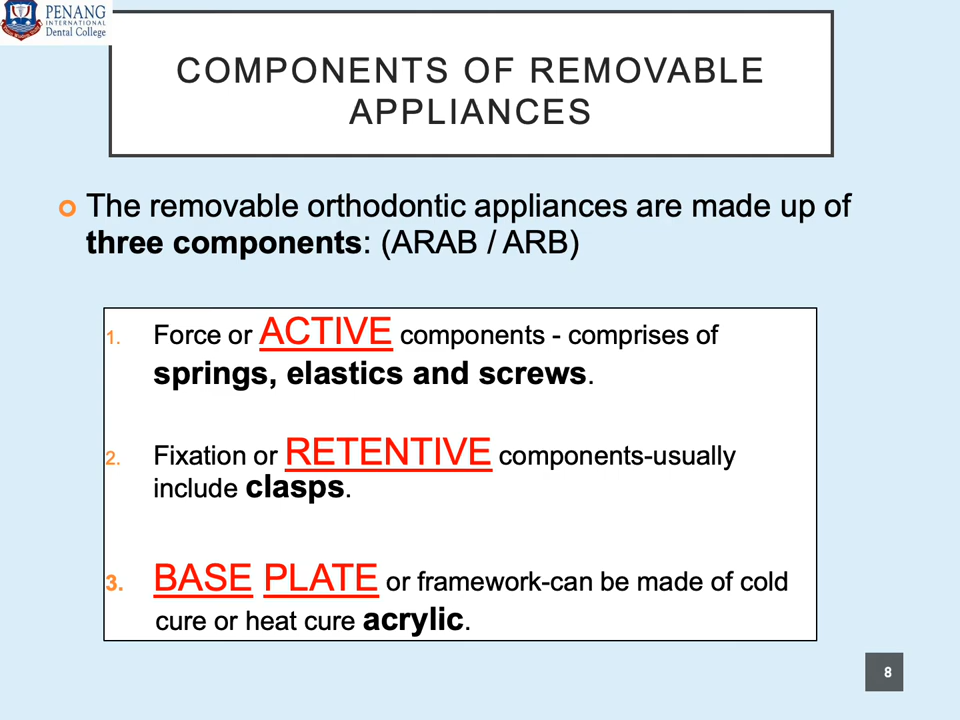 PENANG
INTERNATIONAL
Dental College
COMPONENTS OF REMOVABLE
APPLIANCES
The removable orthodontic appliances are made up of
three components: (ARAB / ARB)
1. Force or ACTIVE components - comprises of
springs, elastics and screws.
2. Fixation or RETENTIVE components-usually
include clasps.
3. BASE PLATE or framework-can be made of cold
cure or heat cure acrylic.
8